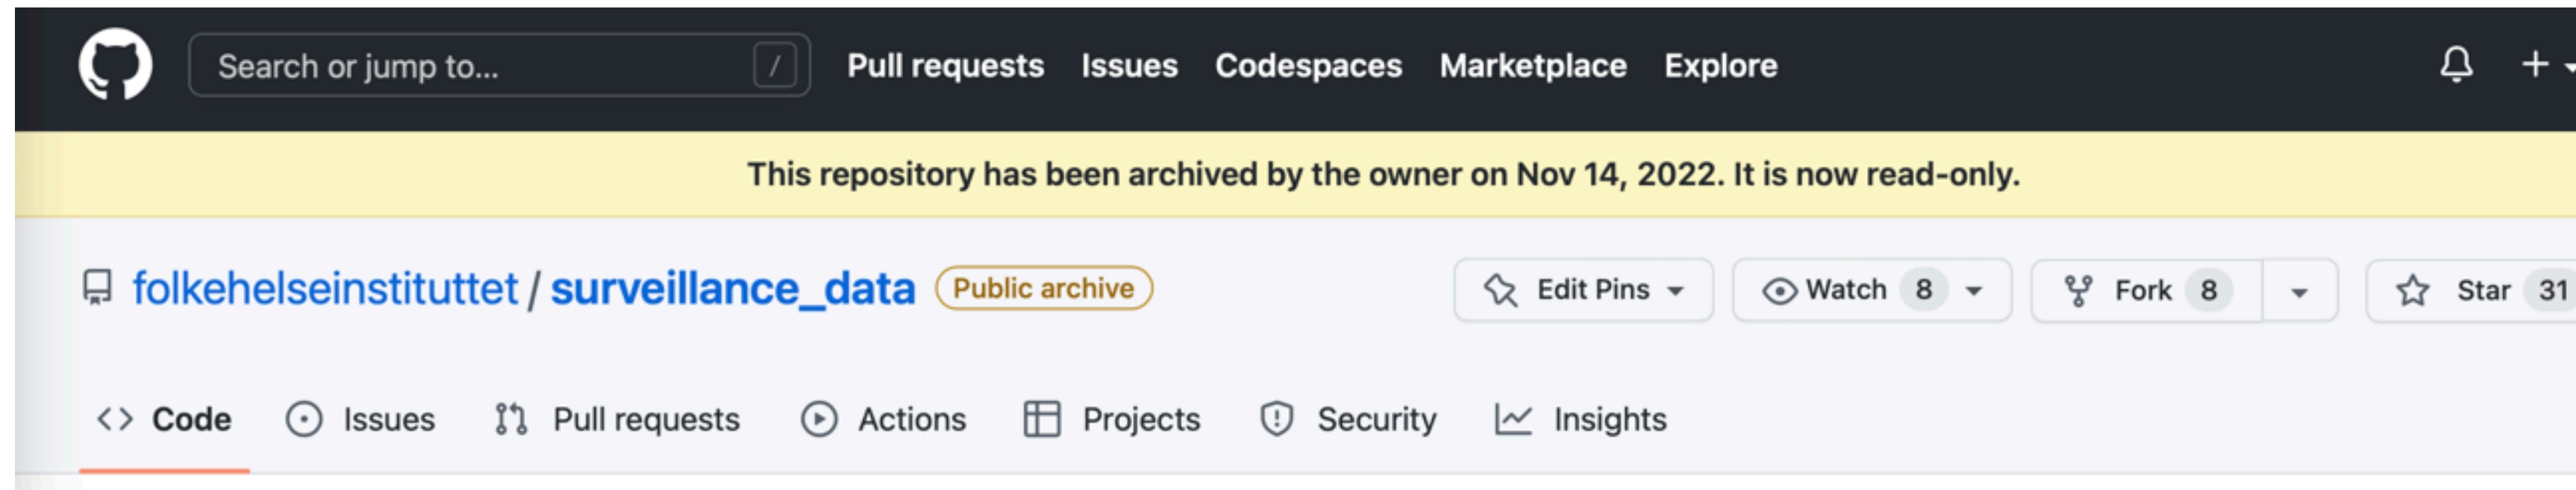 Search or jump to... / Pull requests Issues Codespaces Marketplace Explore
This repository has been archived by the owner on Nov 14, 2022. It is now read-only.
folkehelseinstituttet / surveillance_data Public archive Edit Pins Watch 8 Fork 8 Star 31
Code Issues Pull requests Actions Projects Security Insights